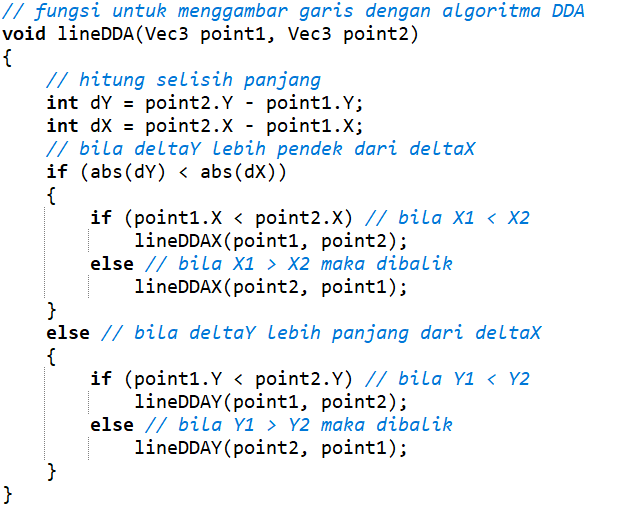 // fungsi untuk menggambar garis dengan algoritma DDA
void lineDDA(Vec3 point1, Vec3 point2)
{
    // hitung selisih panjang
    int dY = point2.Y - point1.Y;
    int dX = point2.X - point1.X;
    // bila deltaY lebih pendek dari deltaX
    if (abs(dY) < abs(dX))
    {
        if (point1.X < point2.X) // bila X1 < X2
            lineDDAX(point1, point2);
        else // bila X1 > X2 maka dibalik
            lineDDAX(point2, point1);
    }
    else // bila deltaY lebih panjang dari deltaX
    {
        if (point1.Y < point2.Y) // bila Y1 < Y2
            lineDDAY(point1, point2);
        else // bila Y1 > Y2 maka dibalik
            lineDDAY(point2, point1);
    }
}